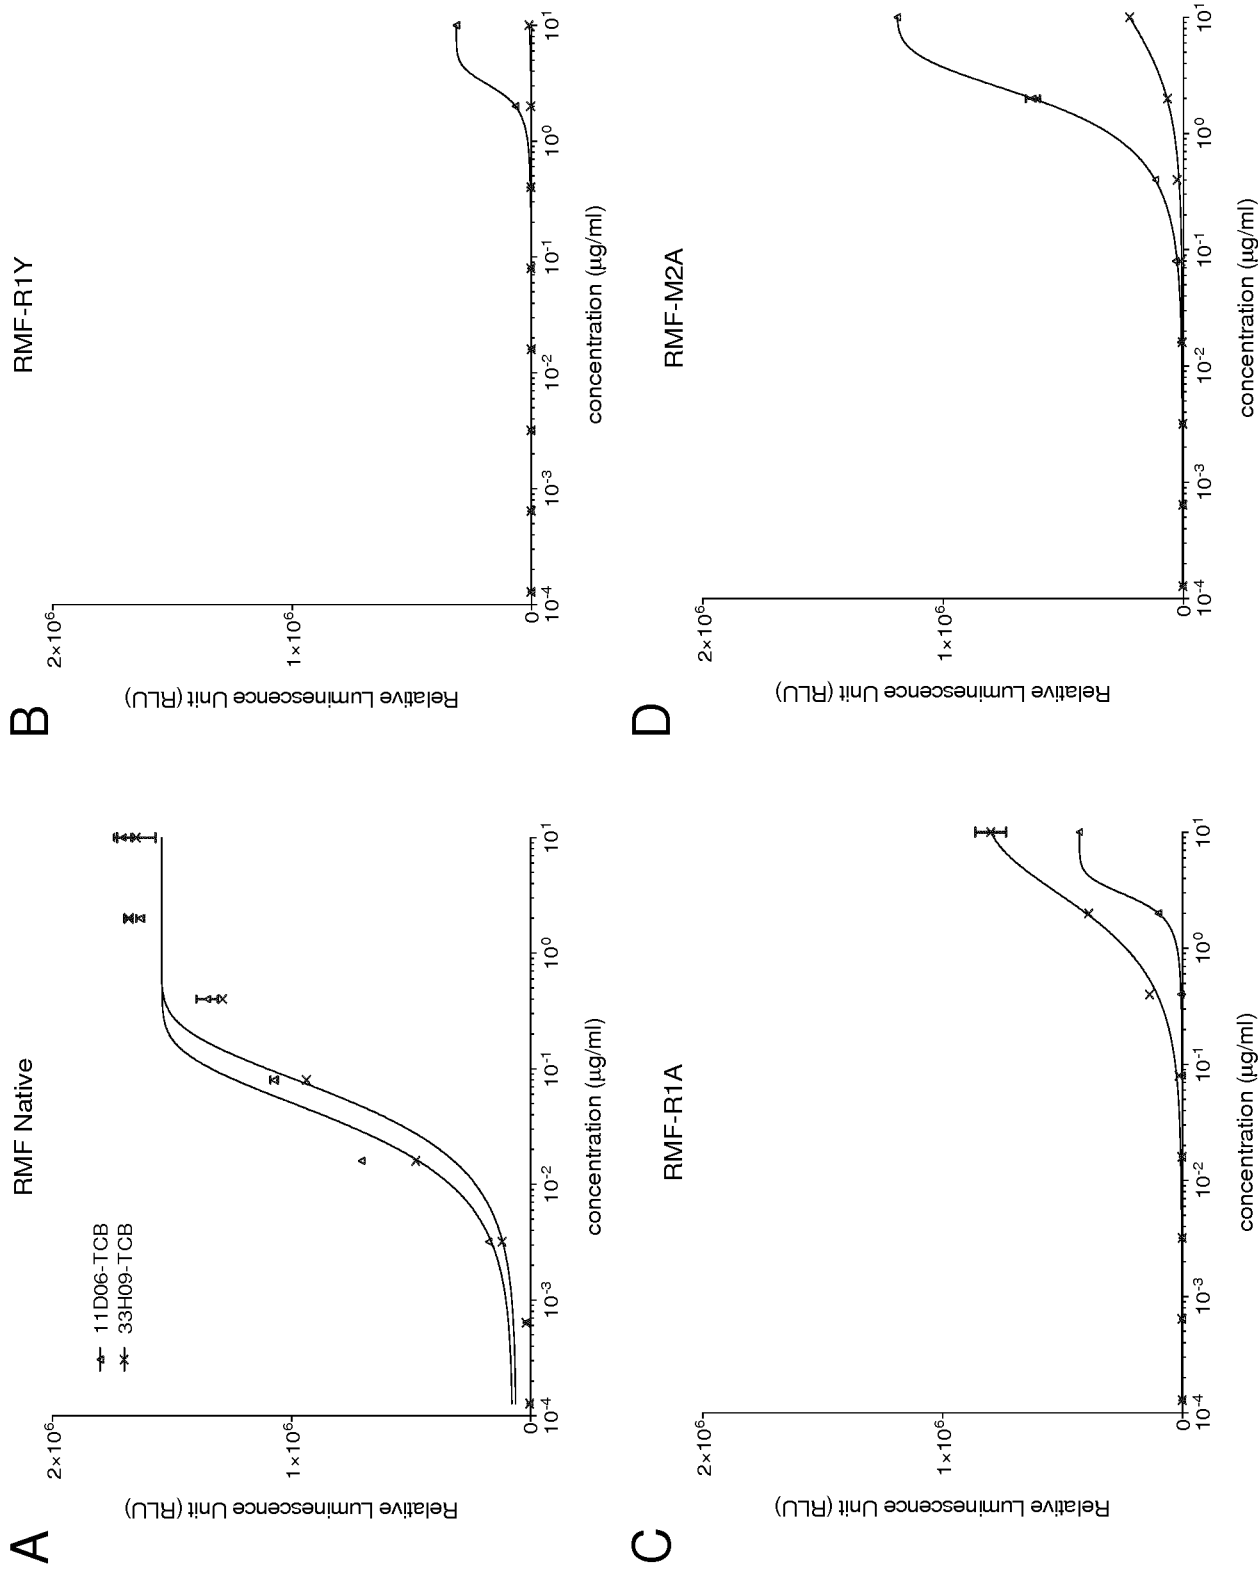 A
RMF Native
Relative Luminescence Unit (RLU)
2×10⁶
1×10⁶
0
11D06-TCB
33H09-TCB
10⁻⁴
10⁻³
10⁻²
10⁻¹
10⁰
10¹
concentration (µg/ml)
B
RMF-R1Y
Relative Luminescence Unit (RLU)
2×10⁶
1×10⁶
0
10⁻⁴
10⁻³
10⁻²
10⁻¹
10⁰
10¹
concentration (µg/ml)
C
RMF-R1A
Relative Luminescence Unit (RLU)
2×10⁶
1×10⁶
0
10⁻⁴
10⁻³
10⁻²
10⁻¹
10⁰
10¹
concentration (µg/ml)
D
RMF-M2A
Relative Luminescence Unit (RLU)
2×10⁶
1×10⁶
0
10⁻⁴
10⁻³
10⁻²
10⁻¹
10⁰
10¹
concentration (µg/ml)